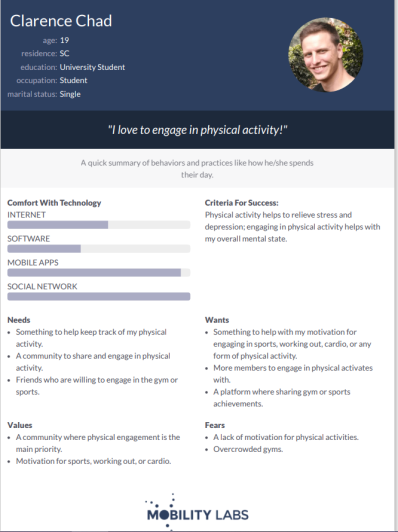 Clarence Chad
age: 19
residence: SC
education: University Student
occupation: Student
marital status: Single
"I love to engage in physical activity!"
A quick summary of behaviors and practices like how he/she spends
their day.
Comfort With Technology
INTERNET
SOFTWARE
MOBILE APPS
SOCIAL NETWORK
Criteria For Success:
Physical activity helps to relieve stress and
depression; engaging in physical activity helps with
my overall mental state.
Needs
• Something to help keep track of my physical
activity.
• A community to share and engage in physical
activity.
• Friends who are willing to engage in the gym or
sports.
Wants
• Something to help with my motivation for
engaging in sports, working out, cardio, or any
form of physical activity.
• More members to engage in physical activates
with.
• A platform where sharing gym or sports
achievements.
Values
• A community where physical engagement is the
main priority.
• Motivation for sports, working out, or cardio.
Fears
• A lack of motivation for physical activities.
• Overcrowded gyms.
MOBILITY LABS